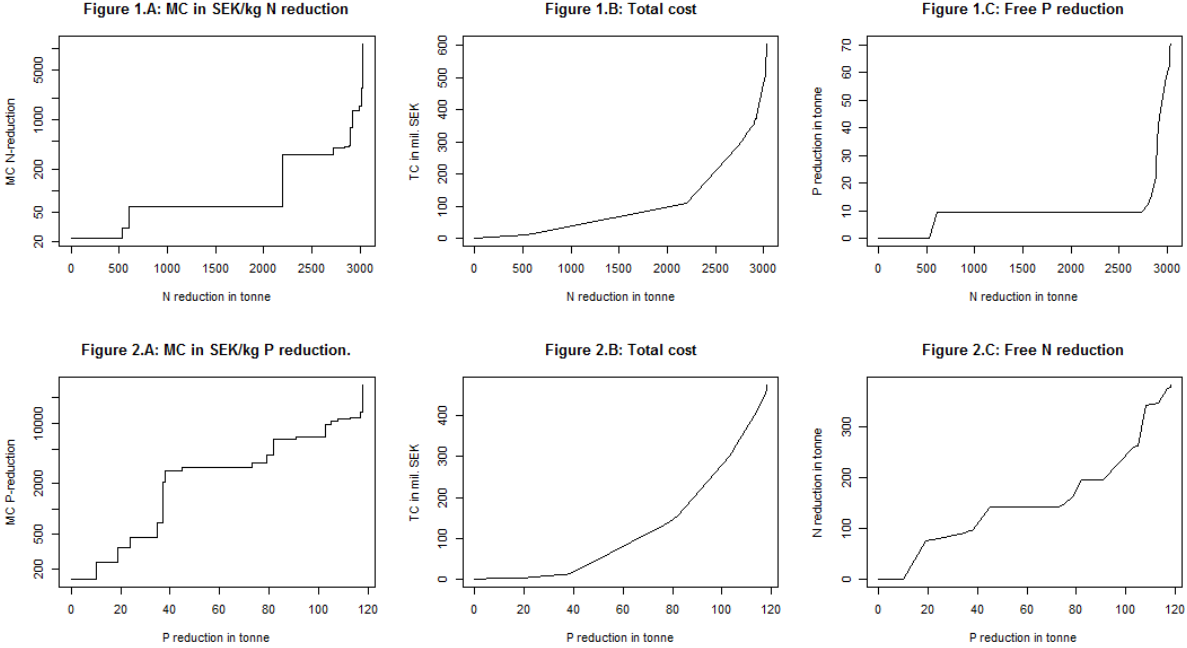 Figure 1.A: MC in SEK/kg N reduction
MC N-reduction
5000
1000
200
50
20
0 500 1000 1500 2000 2500 3000
N reduction in tonne
Figure 1.B: Total cost
TC in mil. SEK
600
500
400
300
200
100
0
0 500 1000 1500 2000 2500 3000
N reduction in tonne
Figure 1.C: Free P reduction
P reduction in tonne
70
60
50
40
30
20
10
0
0 500 1000 1500 2000 2500 3000
N reduction in tonne
Figure 2.A: MC in SEK/kg P reduction.
MC P-reduction
10000
2000
500
200
0 20 40 60 80 100 120
P reduction in tonne
Figure 2.B: Total cost
TC in mil. SEK
400
300
200
100
0
0 20 40 60 80 100 120
P reduction in tonne
Figure 2.C: Free N reduction
N reduction in tonne
300
200
100
0
0 20 40 60 80 100 120
P reduction in tonne